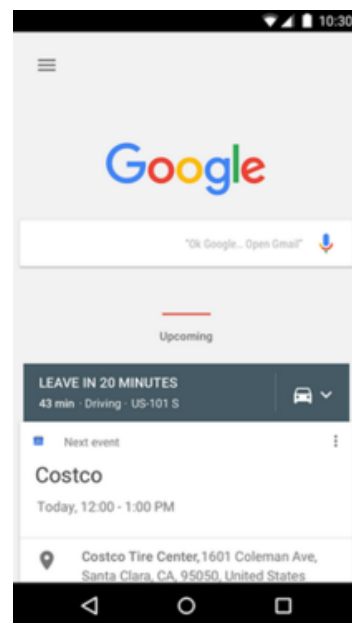 10:30
Google
"Ok Google... Open Gmail"
Upcoming
LEAVE IN 20 MINUTES
43 min · Driving · US-101 S
Next event
Costco
Today, 12:00 - 1:00 PM
Costco Tire Center, 1601 Coleman Ave,
Santa Clara, CA, 95050, United States